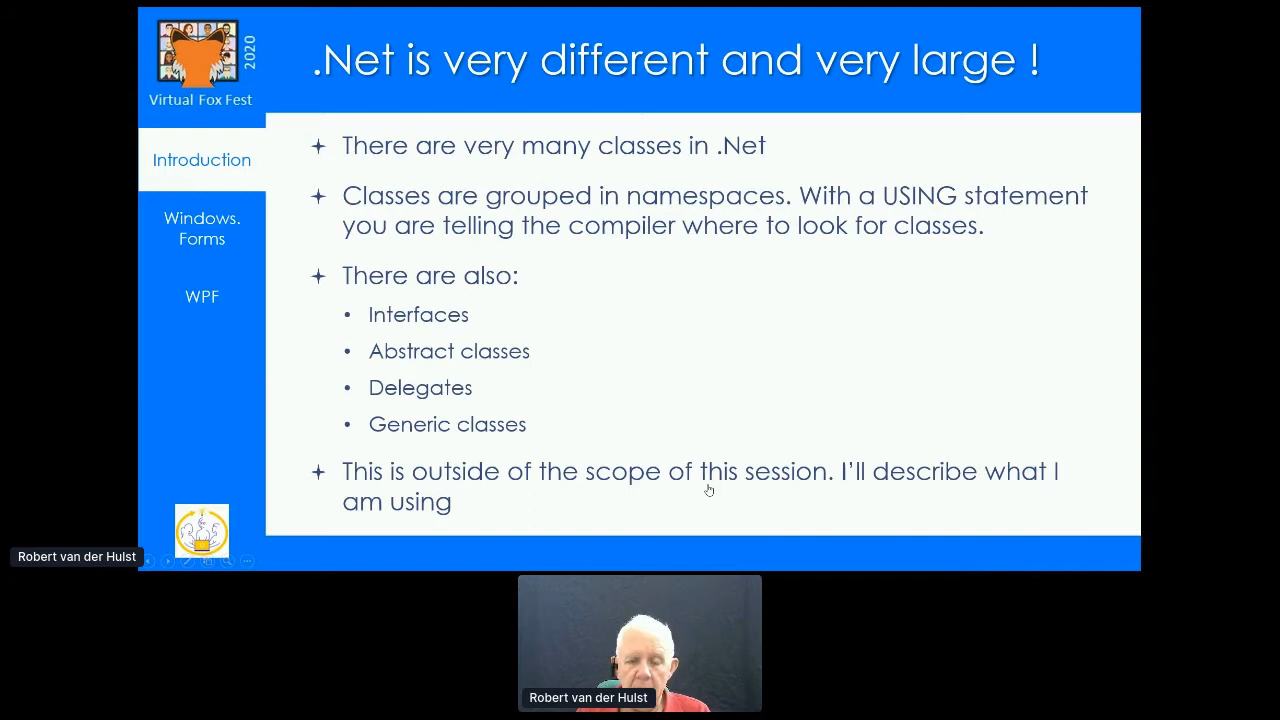 .Net is very different and very large !
2020
Virtual Fox Fest
Introduction
Windows.
Forms
WPF
There are very many classes in .Net
Classes are grouped in namespaces. With a USING statement
you are telling the compiler where to look for classes.
There are also:
Interfaces
Abstract classes
Delegates
Generic classes
This is outside of the scope of this session. I'll describe what I
am using
Robert van der Hulst
Robert van der Hulst